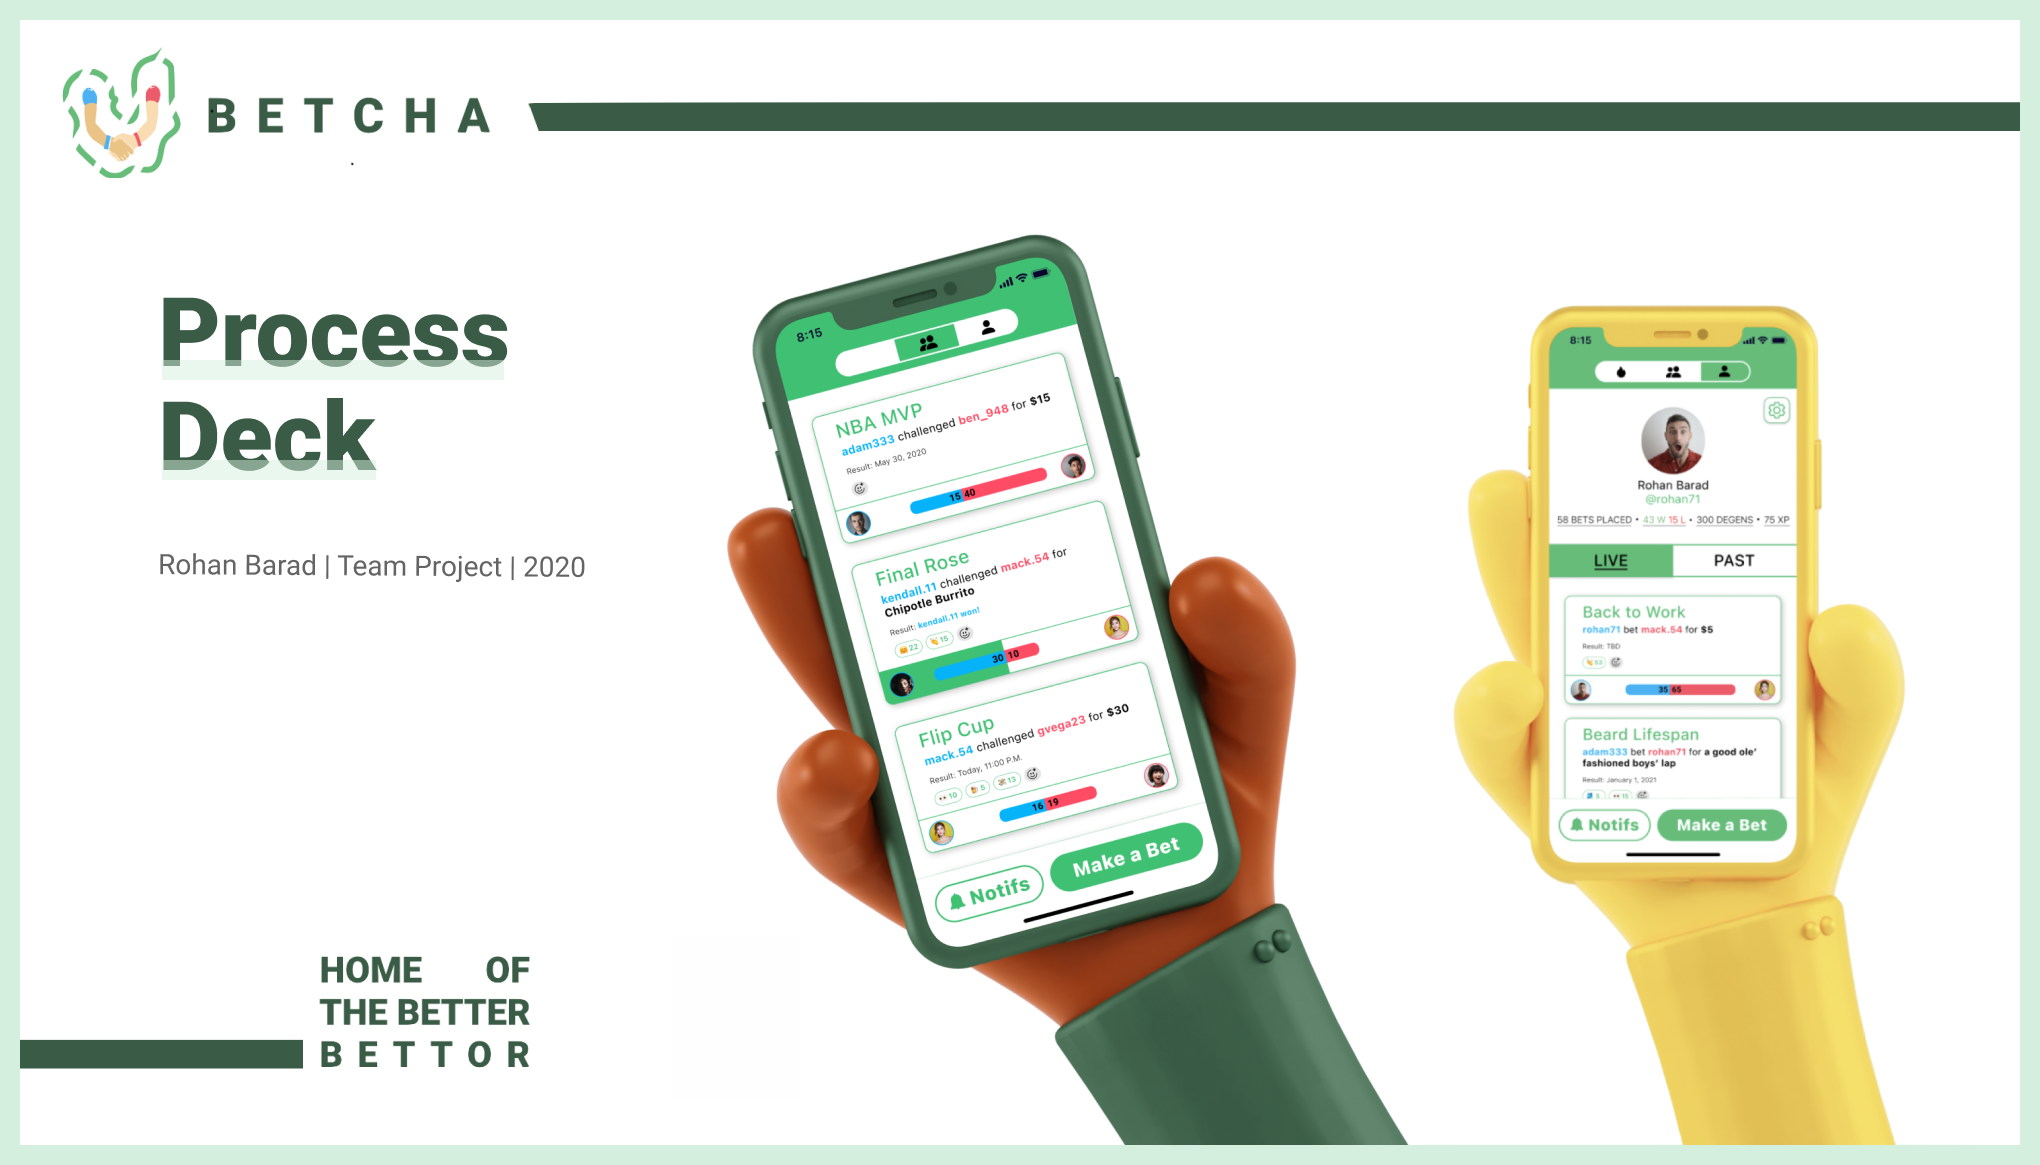 BETCHA
Process
Deck
Rohan Barad | Team Project | 2020
HOME OF
THE BETTER
BETTOR
8:15
NBA MVP
adam333 challenged ben_948 for $15
Result: May 30, 2020
15 40
Final Rose
kendall.11 challenged mack.54 for
Chipotle Burrito
Result: kendall.11 won!
22 15
30 10
Flip Cup
mack.54 challenged gvega23 for $30
Result: Today, 11:00 P.M.
10 5 13
16 19
Notifs Make a Bet
8:15
Rohan Barad
@rohan71
58 BETS PLACED • 43 W 15 L • 300 DEGENS • 75 XP
LIVE PAST
Back to Work
rohan71 bet mack.54 for $5
Result: TBD
53
35 65
Beard Lifespan
adam333 bet rohan71 for a good ole'
fashioned boys' lap
Result: January 1, 2021
5 15
Notifs Make a Bet